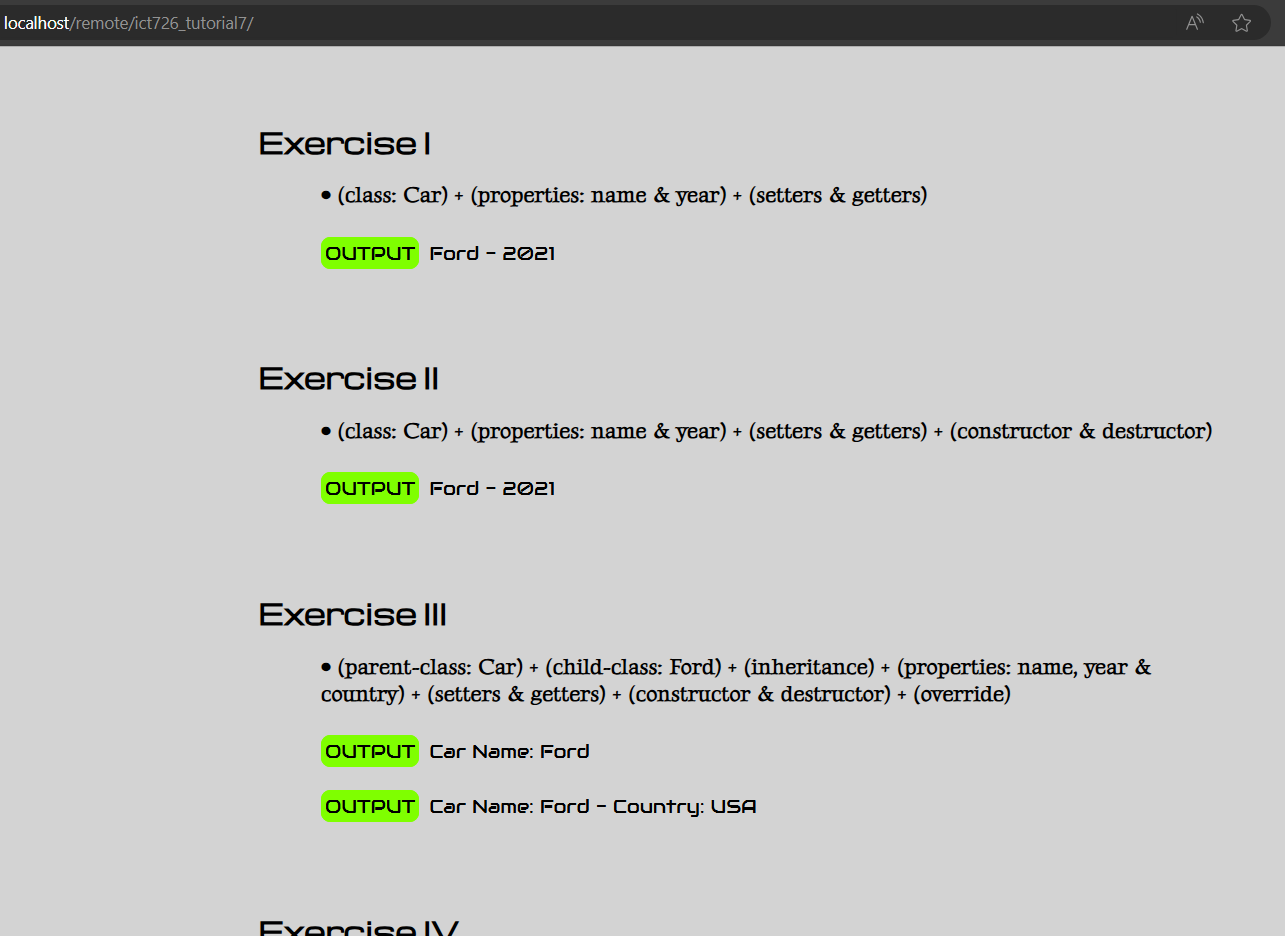 localhost/remote/ict726_tutorial7/
Exercise I
• (class: Car) + (properties: name & year) + (setters & getters)
OUTPUT Ford - 2021
Exercise II
• (class: Car) + (properties: name & year) + (setters & getters) + (constructor & destructor)
OUTPUT Ford - 2021
Exercise III
• (parent-class: Car) + (child-class: Ford) + (inheritance) + (properties: name, year &
country) + (setters & getters) + (constructor & destructor) + (override)
OUTPUT Car Name: Ford
OUTPUT Car Name: Ford - Country: USA
Exercise IV